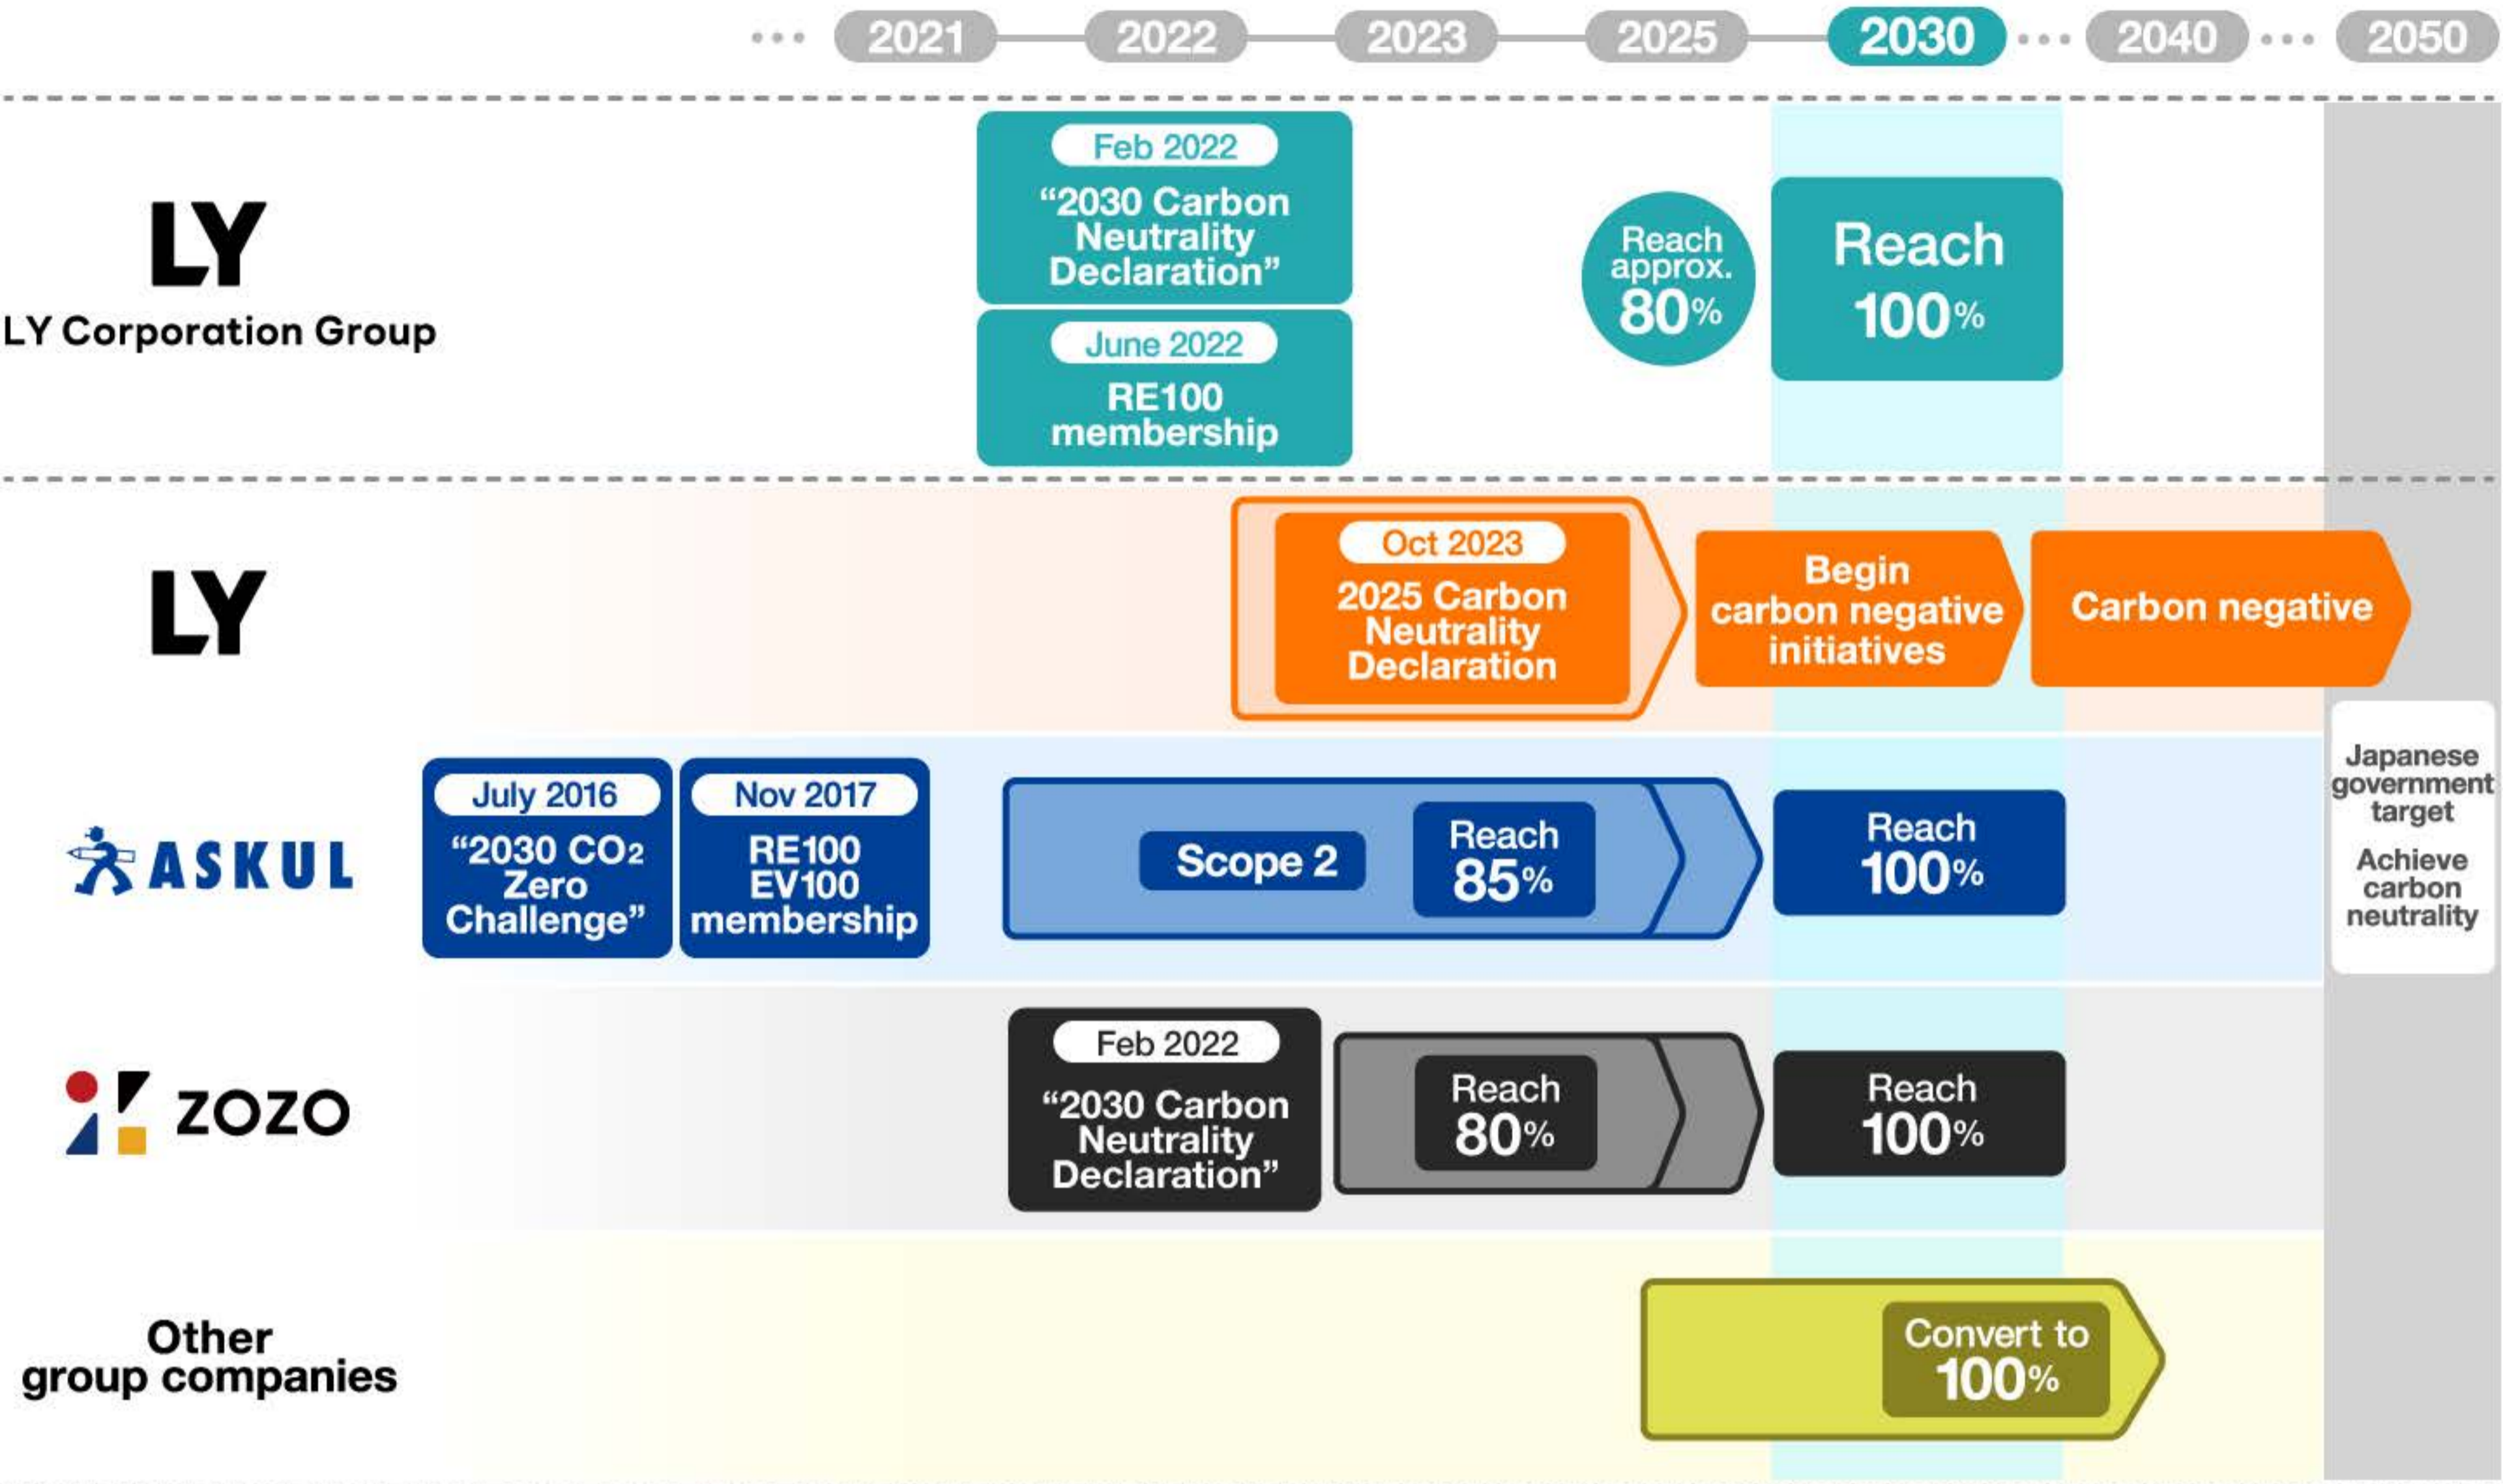 ... 2021 2022 2023 2025 2030 ... 2040 ... 2050
LY
LY Corporation Group
Feb 2022
“2030 Carbon
Neutrality
Declaration”
June 2022
RE100
membership
Reach
approx.
80%
Reach
100%
LY
Oct 2023
2025 Carbon
Neutrality
Declaration
Begin
carbon negative
initiatives
Carbon negative
ASKUL
July 2016
“2030 CO2
Zero
Challenge”
Nov 2017
RE100
EV100
membership
Scope 2
Reach
85%
Reach
100%
Japanese
government
target
Achieve
carbon
neutrality
ZOZO
Feb 2022
“2030 Carbon
Neutrality
Declaration”
Reach
80%
Reach
100%
Other
group companies
Convert to
100%